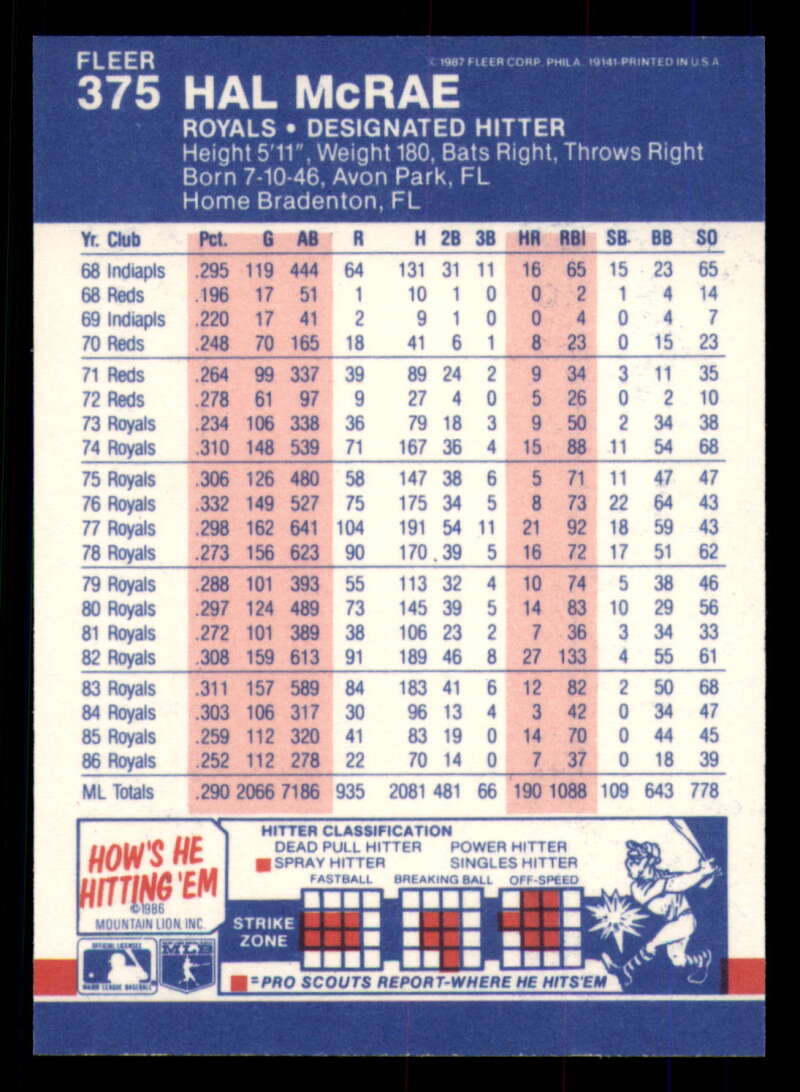 FLEER
© 1987 FLEER CORP. PHILA. 19141-PRINTED IN U.S.A.
375 HAL McRAE
ROYALS • DESIGNATED HITTER
Height 5'11", Weight 180, Bats Right, Throws Right
Born 7-10-46, Avon Park, FL
Home Bradenton, FL
Yr. Club Pct. G AB R H 2B 3B HR RBI SB BB SO
68 Indiapls .295 119 444 64 131 31 11 16 65 15 23 65
68 Reds .196 17 51 1 10 1 0 0 2 1 4 14
69 Indiapls .220 17 41 2 9 1 0 0 4 0 4 7
70 Reds .248 70 165 18 41 6 1 8 23 0 15 23
71 Reds .264 99 337 39 89 24 2 9 34 3 11 35
72 Reds .278 61 97 9 27 4 0 5 26 0 2 10
73 Royals .234 106 338 36 79 18 3 9 50 2 34 38
74 Royals .310 148 539 71 167 36 4 15 88 11 54 68
75 Royals .306 126 480 58 147 38 6 5 71 11 47 47
76 Royals .332 149 527 75 175 34 5 8 73 22 64 43
77 Royals .298 162 641 104 191 54 11 21 92 18 59 43
78 Royals .273 156 623 90 170 39 5 16 72 17 51 62
79 Royals .288 101 393 55 113 32 4 10 74 5 38 46
80 Royals .297 124 489 73 145 39 5 14 83 10 29 56
81 Royals .272 101 389 38 106 23 2 7 36 3 34 33
82 Royals .308 159 613 91 189 46 8 27 133 4 55 61
83 Royals .311 157 589 84 183 41 6 12 82 2 50 68
84 Royals .303 106 317 30 96 13 4 3 42 0 34 47
85 Royals .259 112 320 41 83 19 0 14 70 0 44 45
86 Royals .252 112 278 22 70 14 0 7 37 0 18 39
ML Totals .290 2066 7186 935 2081 481 66 190 1088 109 643 778
HOW'S HE
HITTING 'EM
©1986
MOUNTAIN LION, INC.
HITTER CLASSIFICATION
DEAD PULL HITTER POWER HITTER
SPRAY HITTER SINGLES HITTER
FASTBALL BREAKING BALL OFF-SPEED
STRIKE
ZONE
OFFICIAL LICENSEE
MAJOR LEAGUE BASEBALL
MLB
=PRO SCOUTS REPORT-WHERE HE HITS 'EM